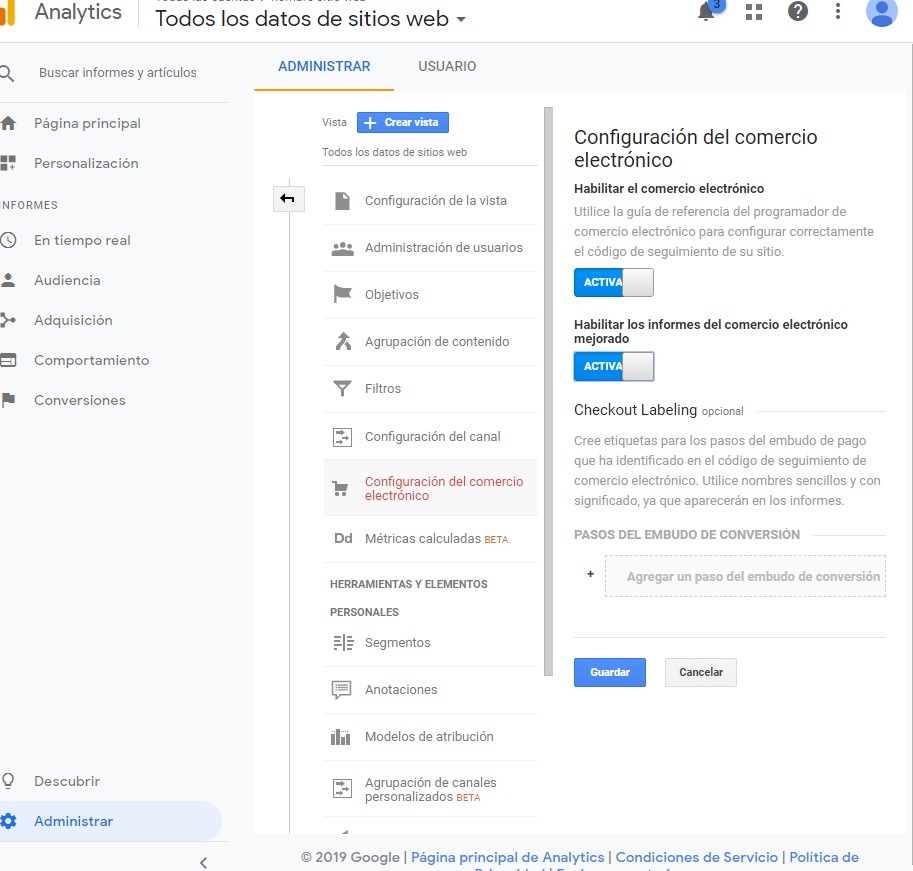 Analytics
Todos los datos de sitios web
3
Buscar informes y artículos
Página principal
Personalización
INFORMES
En tiempo real
Audiencia
Adquisición
Comportamiento
Conversiones
Descubrir
Administrar
ADMINISTRAR
USUARIO
Vista
Crear vista
Todos los datos de sitios web
Configuración de la vista
Administración de usuarios
Objetivos
Agrupación de contenido
Filtros
Configuración del canal
Configuración del comercio
electrónico
Dd Métricas calculadas BETA
HERRAMIENTAS Y ELEMENTOS
PERSONALES
Segmentos
Anotaciones
Modelos de atribución
Agrupación de canales
personalizados BETA
Configuración del comercio
electrónico
Habilitar el comercio electrónico
Utilice la guía de referencia del programador de
comercio electrónico para configurar correctamente
el código de seguimiento de su sitio.
ACTIVA
Habilitar los informes del comercio electrónico
mejorado
ACTIVA
Checkout Labeling opcional
Cree etiquetas para los pasos del embudo de pago
que ha identificado en el código de seguimiento de
comercio electrónico. Utilice nombres sencillos y con
significado, ya que aparecerán en los informes.
PASOS DEL EMBUDO DE CONVERSIÓN
+ Agregar un paso del embudo de conversión
Guardar
Cancelar
© 2019 Google | Página principal de Analytics | Condiciones de Servicio | Política de